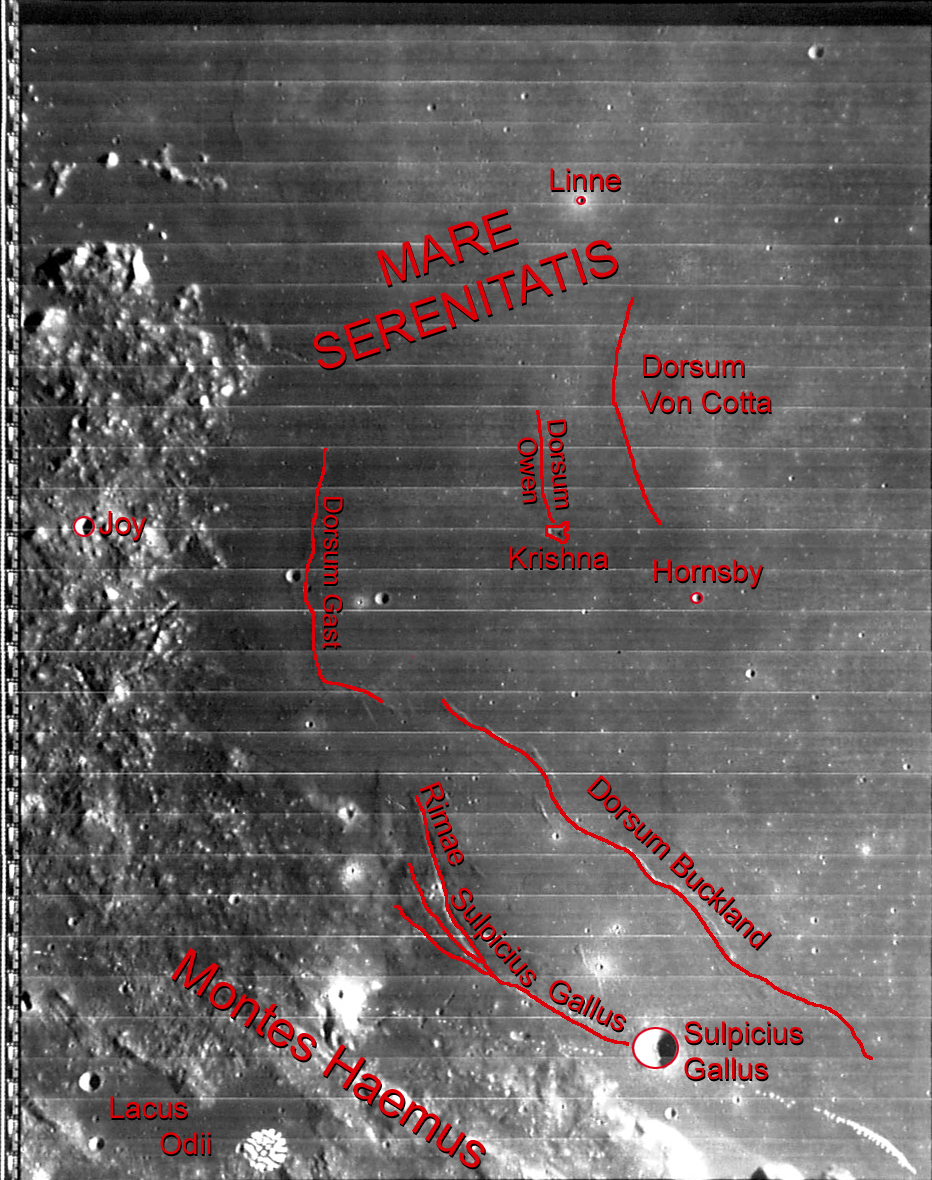 Linne
MARE
SERENITATIS
Dorsum
Von Cotta
Dorsum
Owen
Dorsum Gast
Joy
Krishna
Hornsby
Dorsum Buckland
Rimae Sulpicius Gallus
Sulpicius
Gallus
Montes Haemus
Lacus
Odii